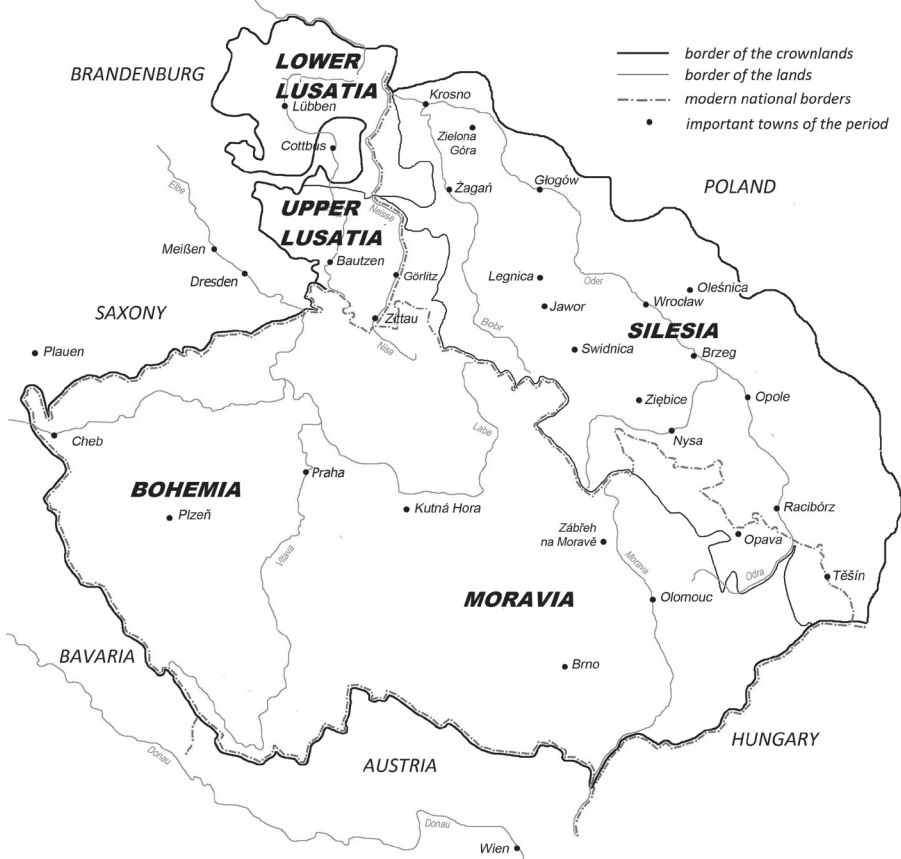 BRANDENBURG
LOWER
LUSATIA
Lübben
Cottbus
border of the crownlands
border of the lands
modern national borders
important towns of the period
Krosno
Zielona
Góra
Żagań
Głogów
POLAND
Elbe
UPPER
LUSATIA
Neisse
Meißen
Dresden
Bautzen
Görlitz
Legnica
Jawor
Oder
Oleśnica
Wrocław
SAXONY
Zittau
Nisa
Bobr
SILESIA
Plauen
Swidnica
Brzeg
Ziębice
Opole
Cheb
Labe
Nysa
BOHEMIA
Praha
Plzeň
Kutná Hora
Racibórz
Zábřeh
na Moravě
Opava
Vltava
Morava
Odra
Těšín
MORAVIA
Olomouc
BAVARIA
Brno
HUNGARY
Donau
AUSTRIA
Donau
Wien